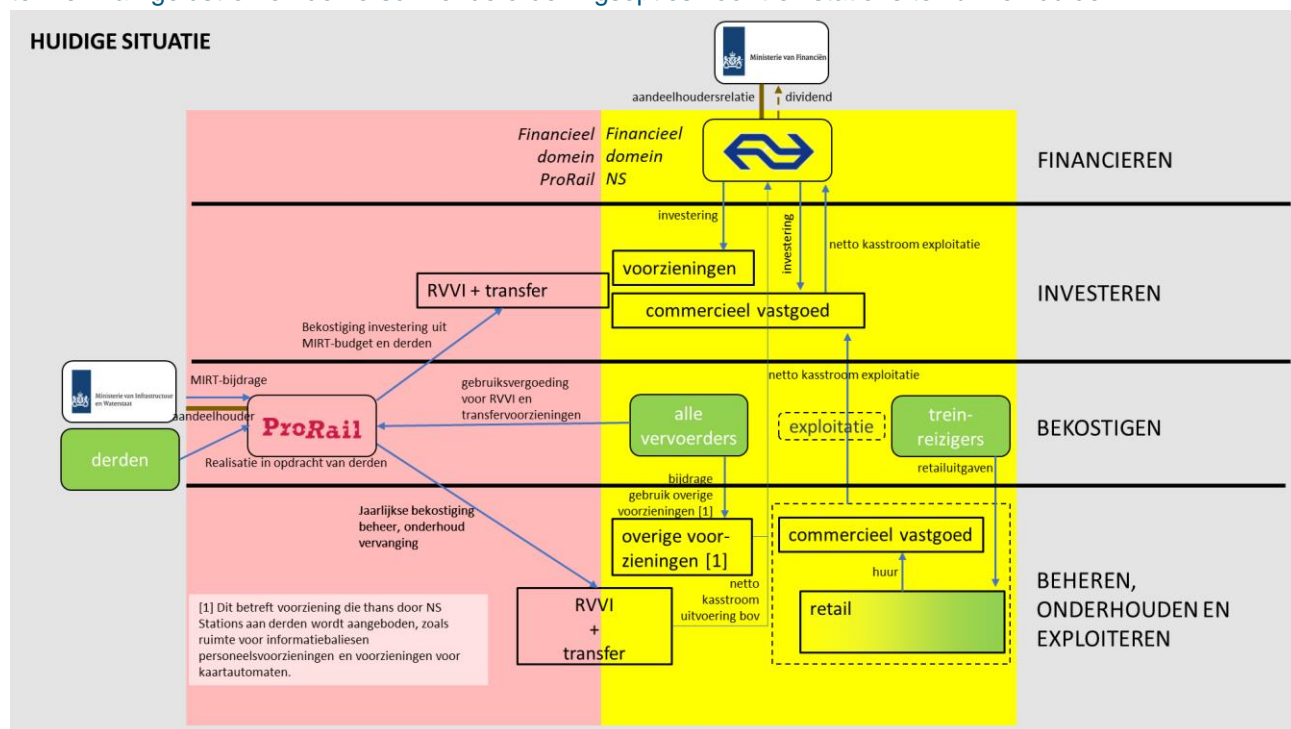 HUIDIGE SITUATIE
Ministerie van Financiën
aandeelhoudersrelatie
dividend
Financieel
domein
ProRail
Financieel
domein
NS
FINANCIEREN
investering
investering
netto kasstroom exploitatie
voorzieningen
RVVI + transfer
commercieel vastgoed
INVESTEREN
Bekostiging investering uit
MIRT-budget en derden
Ministerie van Infrastructuur
en Waterstaat
MIRT-bijdrage
aandeelhouder
ProRail
derden
Realisatie in opdracht van derden
gebruiksvergoeding
voor RVVI en
transfervoorzieningen
alle
vervoerders
netto kasstroom exploitatie
exploitatie
trein-
reizigers
BEKOSTIGEN
retailuitgaven
bijdrage
gebruik overige
voorzieningen [1]
Jaarlijkse bekostiging
beheer, onderhoud
vervanging
overige voor-
zieningen [1]
commercieel vastgoed
huur
netto
kasstroom
uitvoering bov
RVVI
+
transfer
retail
BEHEREN,
ONDERHOUDEN EN
EXPLOITEREN
[1] Dit betreft voorziening die thans door NS
Stations aan derden wordt aangeboden, zoals
ruimte voor informatiebaliesen
personeelsvoorzieningen en voorzieningen voor
kaartautomaten.